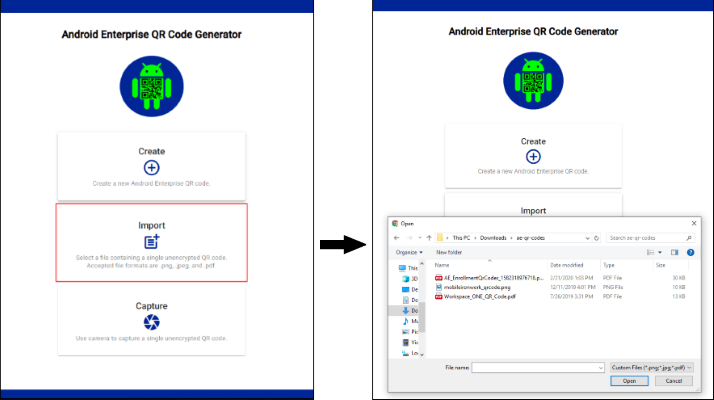 Android Enterprise QR Code Generator
Create
Create a new Android Enterprise QR code.
Import
Select a file containing a single unencrypted QR code.
Accepted file formats are .png, .jpeg, and .pdf.
Capture
Use camera to capture a single unencrypted QR code.
Android Enterprise QR Code Generator
Create
Create a new Android Enterprise QR code.
Import
Open
This PC > Downloads > ae-qr-codes
Search ae-qr-codes
Organize
New folder
Name
Date modified
Type
Size
This
3D
De
Do
Do
Mu
Pic
Vi
Loc
2/21/2020 5:03 PM
PDF File
30 KB
mobileironwork_qrcode.png
12/11/2019 4:01 PM
PNG File
10 KB
Workspace_ONE_QR_Code.pdf
7/26/2019 3:31 PM
PDF File
13 KB
File name:
Custom Files (*.png;*.jpg;*.pdf)
Open
Cancel